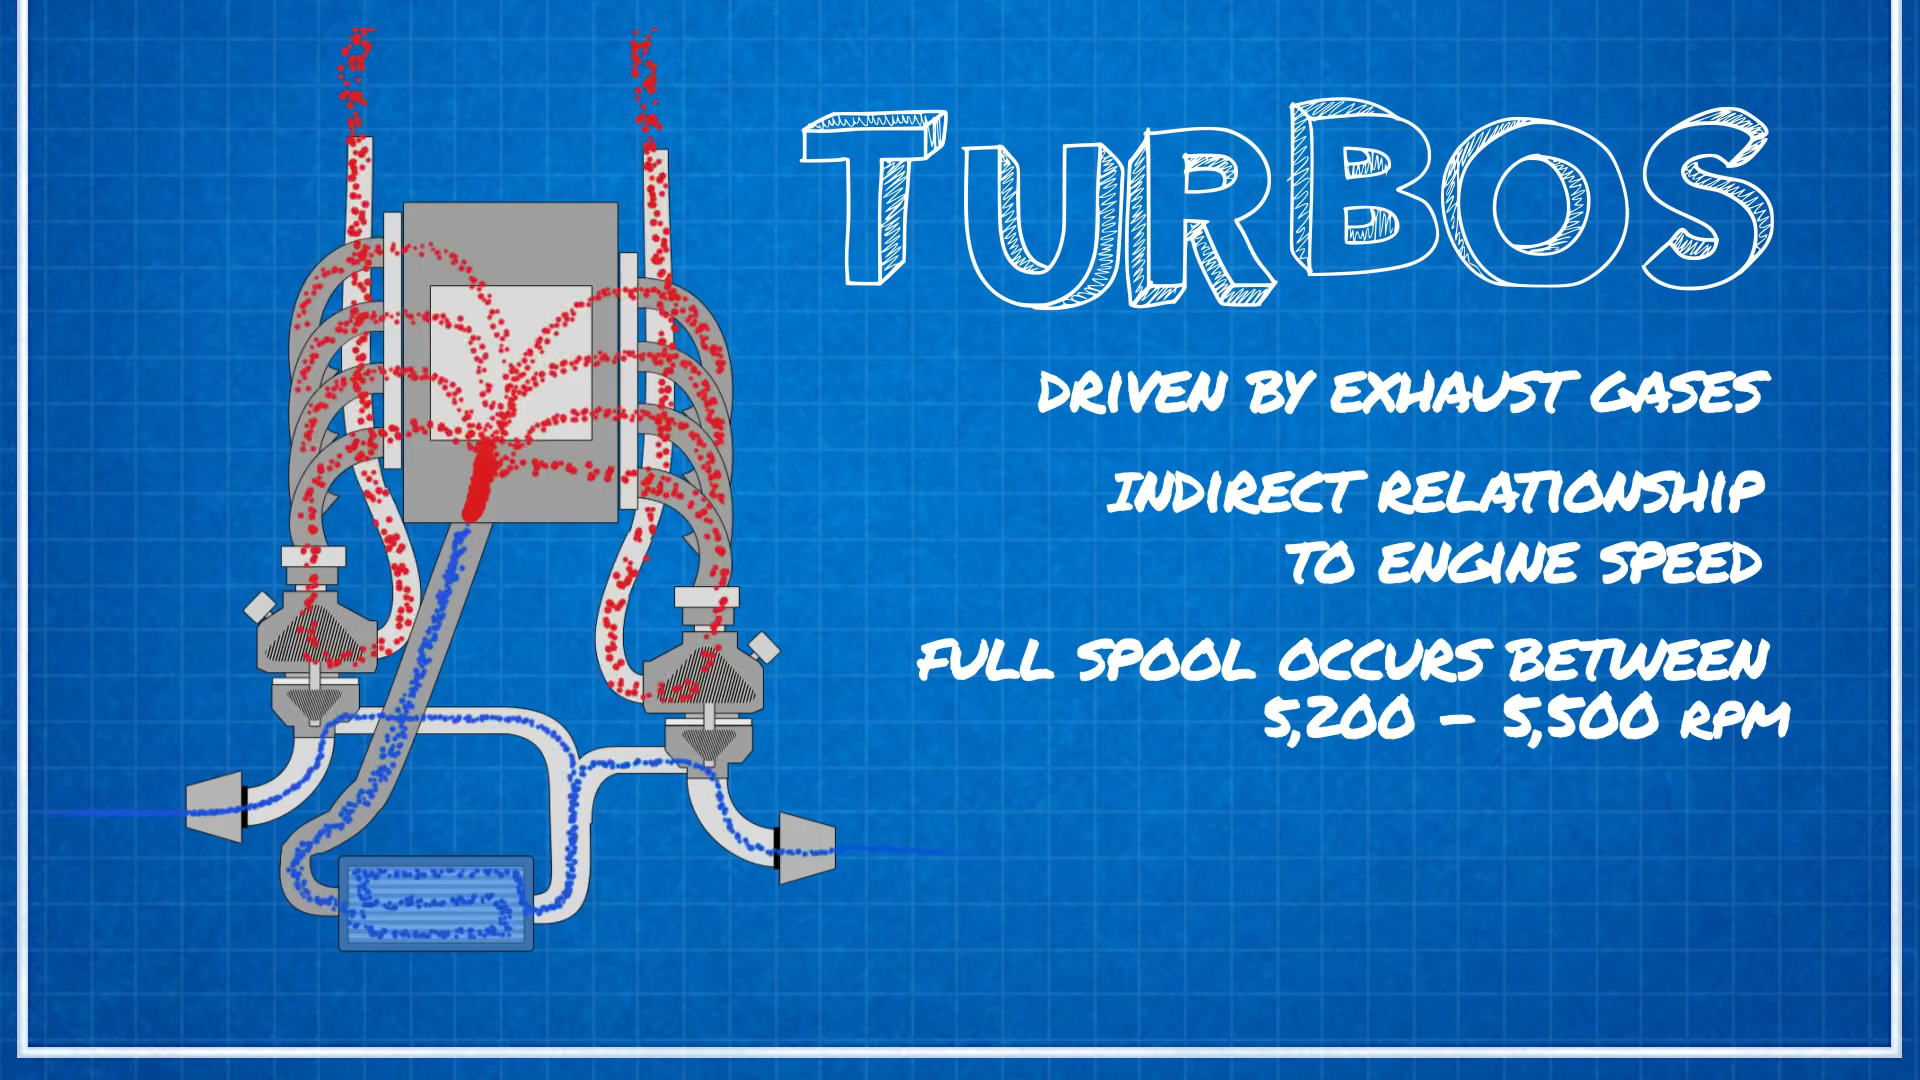 TURBOS
DRIVEN BY EXHAUST GASES
INDIRECT RELATIONSHIP
TO ENGINE SPEED
FULL SPOOL OCCURS BETWEEN
5,200 - 5,500 RPM